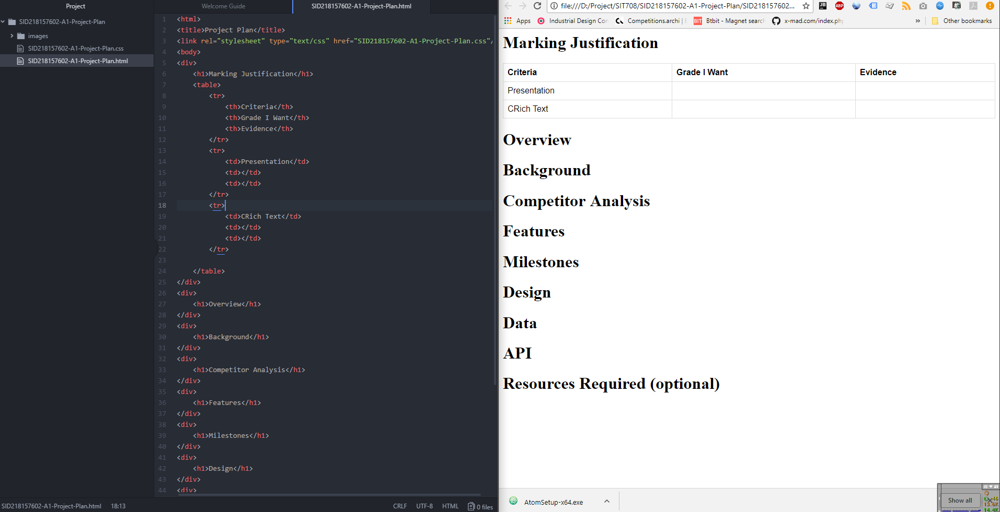 Project
SID218157602-A1-Project-Plan
images
SID218157602-A1-Project-Plan.css
SID218157602-A1-Project-Plan.html
Welcome Guide
SID218157602-A1-Project-Plan.html
1 <html>
2 <title>Project Plan</title>
3 <link rel="stylesheet" type="text/css" href="SID218157602-A1-Project-Plan.css"/
4 <body>
5 <div>
6 <h1>Marking Justification</h1>
7 <table>
8 <tr>
9 <th>Criteria</th>
10 <th>Grade I Want</th>
11 <th>Evidence</th>
12 </tr>
13 <tr>
14 <td>Presentation</td>
15 <td></td>
16 <td></td>
17 </tr>
18 <tr>
19 <td>CRich Text</td>
20 <td></td>
21 <td></td>
22 </tr>
23
24 </table>
25 </div>
26 <div>
27 <h1>Overview</h1>
28 </div>
29 <div>
30 <h1>Background</h1>
31 </div>
32 <div>
33 <h1>Competitor Analysis</h1>
34 </div>
35 <div>
36 <h1>Features</h1>
37 </div>
38 <div>
39 <h1>Milestones</h1>
40 </div>
41 <div>
42 <h1>Design</h1>
43 </div>
44 <div>
SID218157602-A1-Project-Plan.html 18:13 CRLF UTF-8 HTML 0 files
file:///D:/Project/SIT708/SID218157602-A1-Project-Plan/SID218157602... JB ABP
Apps Industrial Design Con Competitions.archi | BIT Btbit - Magnet search x-mad.com/index.php » Other bookmarks
Marking Justification
Criteria Grade I Want Evidence
Presentation
CRich Text
Overview
Background
Competitor Analysis
Features
Milestones
Design
Data
API
Resources Required (optional)
AtomSetup-x64.exe
Show all
13.6K
14.4K